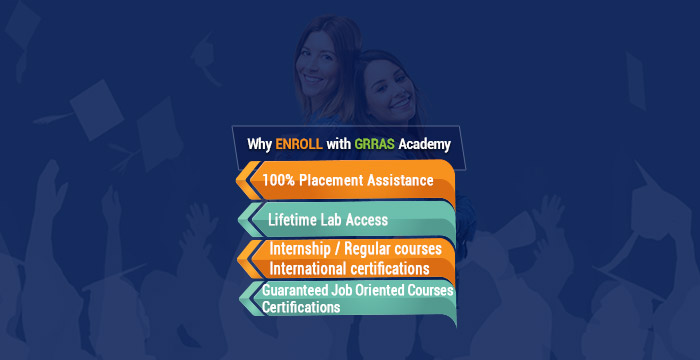 Why ENROLL with GRRAS Academy
100% Placement Assistance
Lifetime Lab Access
Internship / Regular courses
International certifications
Guaranteed Job Oriented Courses
Certifications